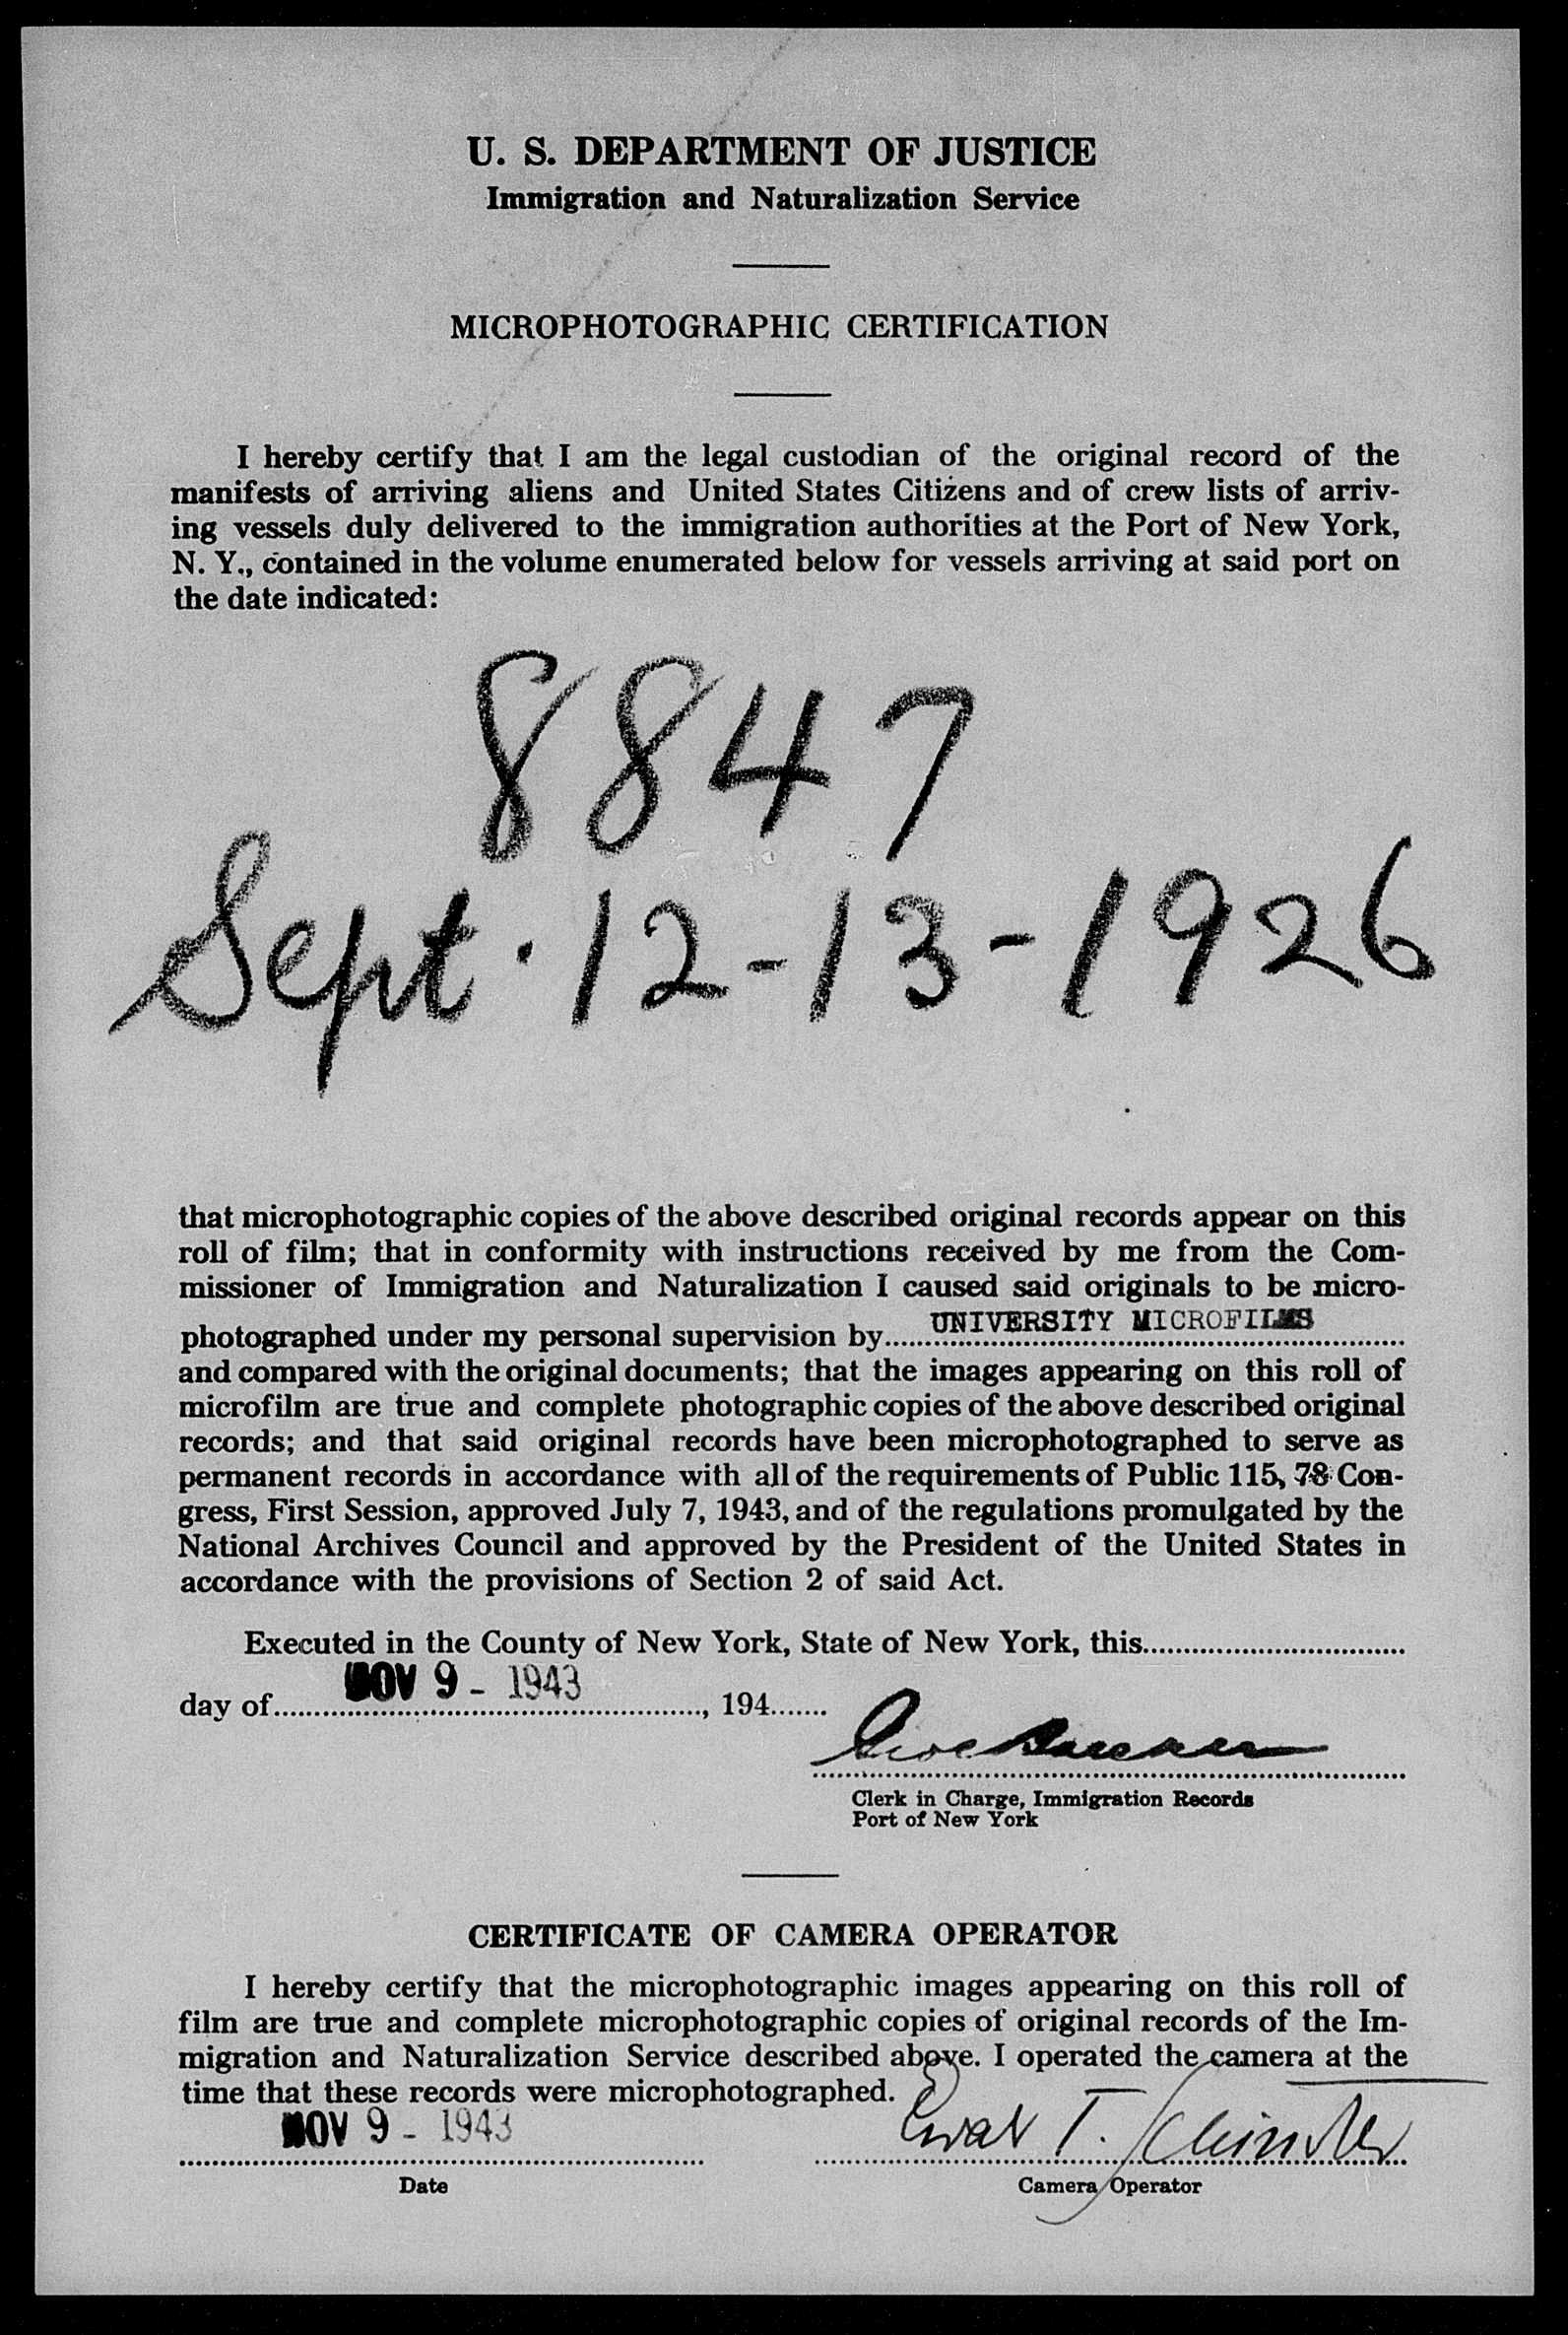 U. S. DEPARTMENT OF JUSTICE
Immigration and Naturalization Service
MICROPHOTOGRAPHIC CERTIFICATION
I hereby certify that I am the legal custodian of the original record of the
manifests of arriving aliens and United States Citizens and of crew lists of arriv-
ing vessels duly delivered to the immigration authorities at the Port of New York,
N. Y., contained in the volume enumerated below for vessels arriving at said port on
the date indicated:
8847
Sept. 12-13-1926
that microphotographic copies of the above described original records appear on this
roll of film; that in conformity with instructions received by me from the Com-
missioner of Immigration and Naturalization I caused said originals to be micro-
photographed under my personal supervision by UNIVERSITY MICROFILMS
and compared with the original documents; that the images appearing on this roll of
microfilm are true and complete photographic copies of the above described original
records; and that said original records have been microphotographed to serve as
permanent records in accordance with all of the requirements of Public 115, 78 Con-
gress, First Session, approved July 7, 1943, and of the regulations promulgated by the
National Archives Council and approved by the President of the United States in
accordance with the provisions of Section 2 of said Act.
Executed in the County of New York, State of New York, this
day of NOV 9 - 1943, 194
Clerk in Charge, Immigration Records
Port of New York
CERTIFICATE OF CAMERA OPERATOR
I hereby certify that the microphotographic images appearing on this roll of
film are true and complete microphotographic copies of original records of the Im-
migration and Naturalization Service described above. I operated the camera at the
time that these records were microphotographed.
NOV 9 - 1943 T.
Date Camera Operator